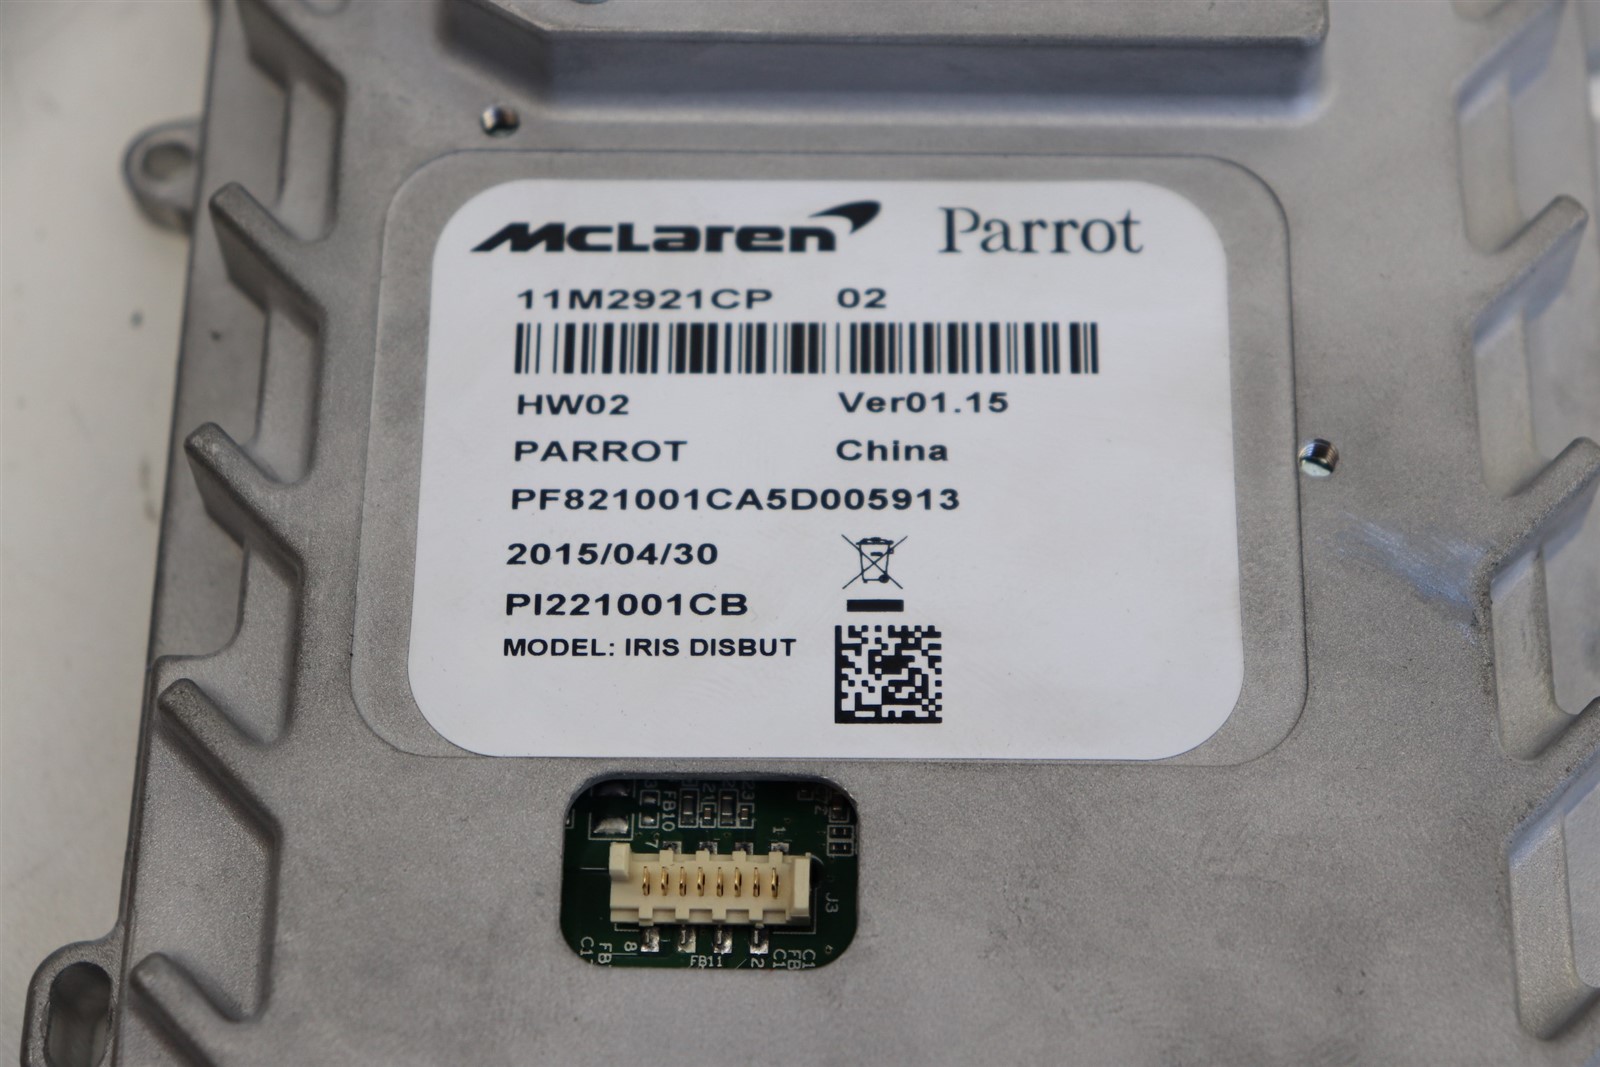 McLaren Parrot
11M2921CP 02
HW02 Ver01.15
PARROT China
PF821001CA5D005913
2015/04/30
PI221001CB
MODEL: IRIS DISBUT
FB10
7 1
J3
8 FB11 2